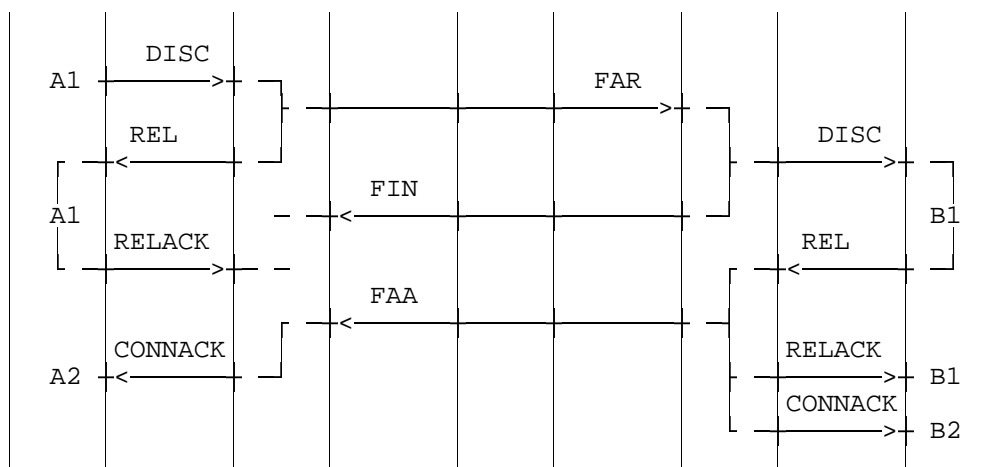 DISC
A1 FAR
REL DISC
FIN
A1 B1
RELACK REL
FAA
CONNACK RELACK
A2 B1
CONNACK
B2